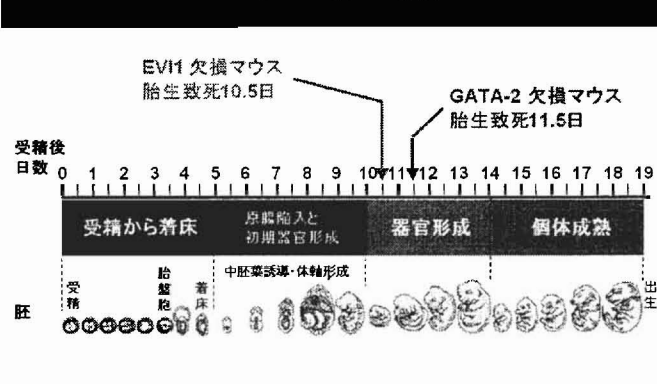 EVI1 欠損マウス
胎生致死10.5日
GATA-2 欠損マウス
胎生致死11.5日
受精後
日数
0 1 2 3 4 5 6 7 8 9 10 11 12 13 14 15 16 17 18 19
受精から着床
原腸陥入と
初期器官形成
器官形成
個体成熟
中胚葉誘導・体軸形成
受精
胎盤胞
着床
出生
胚